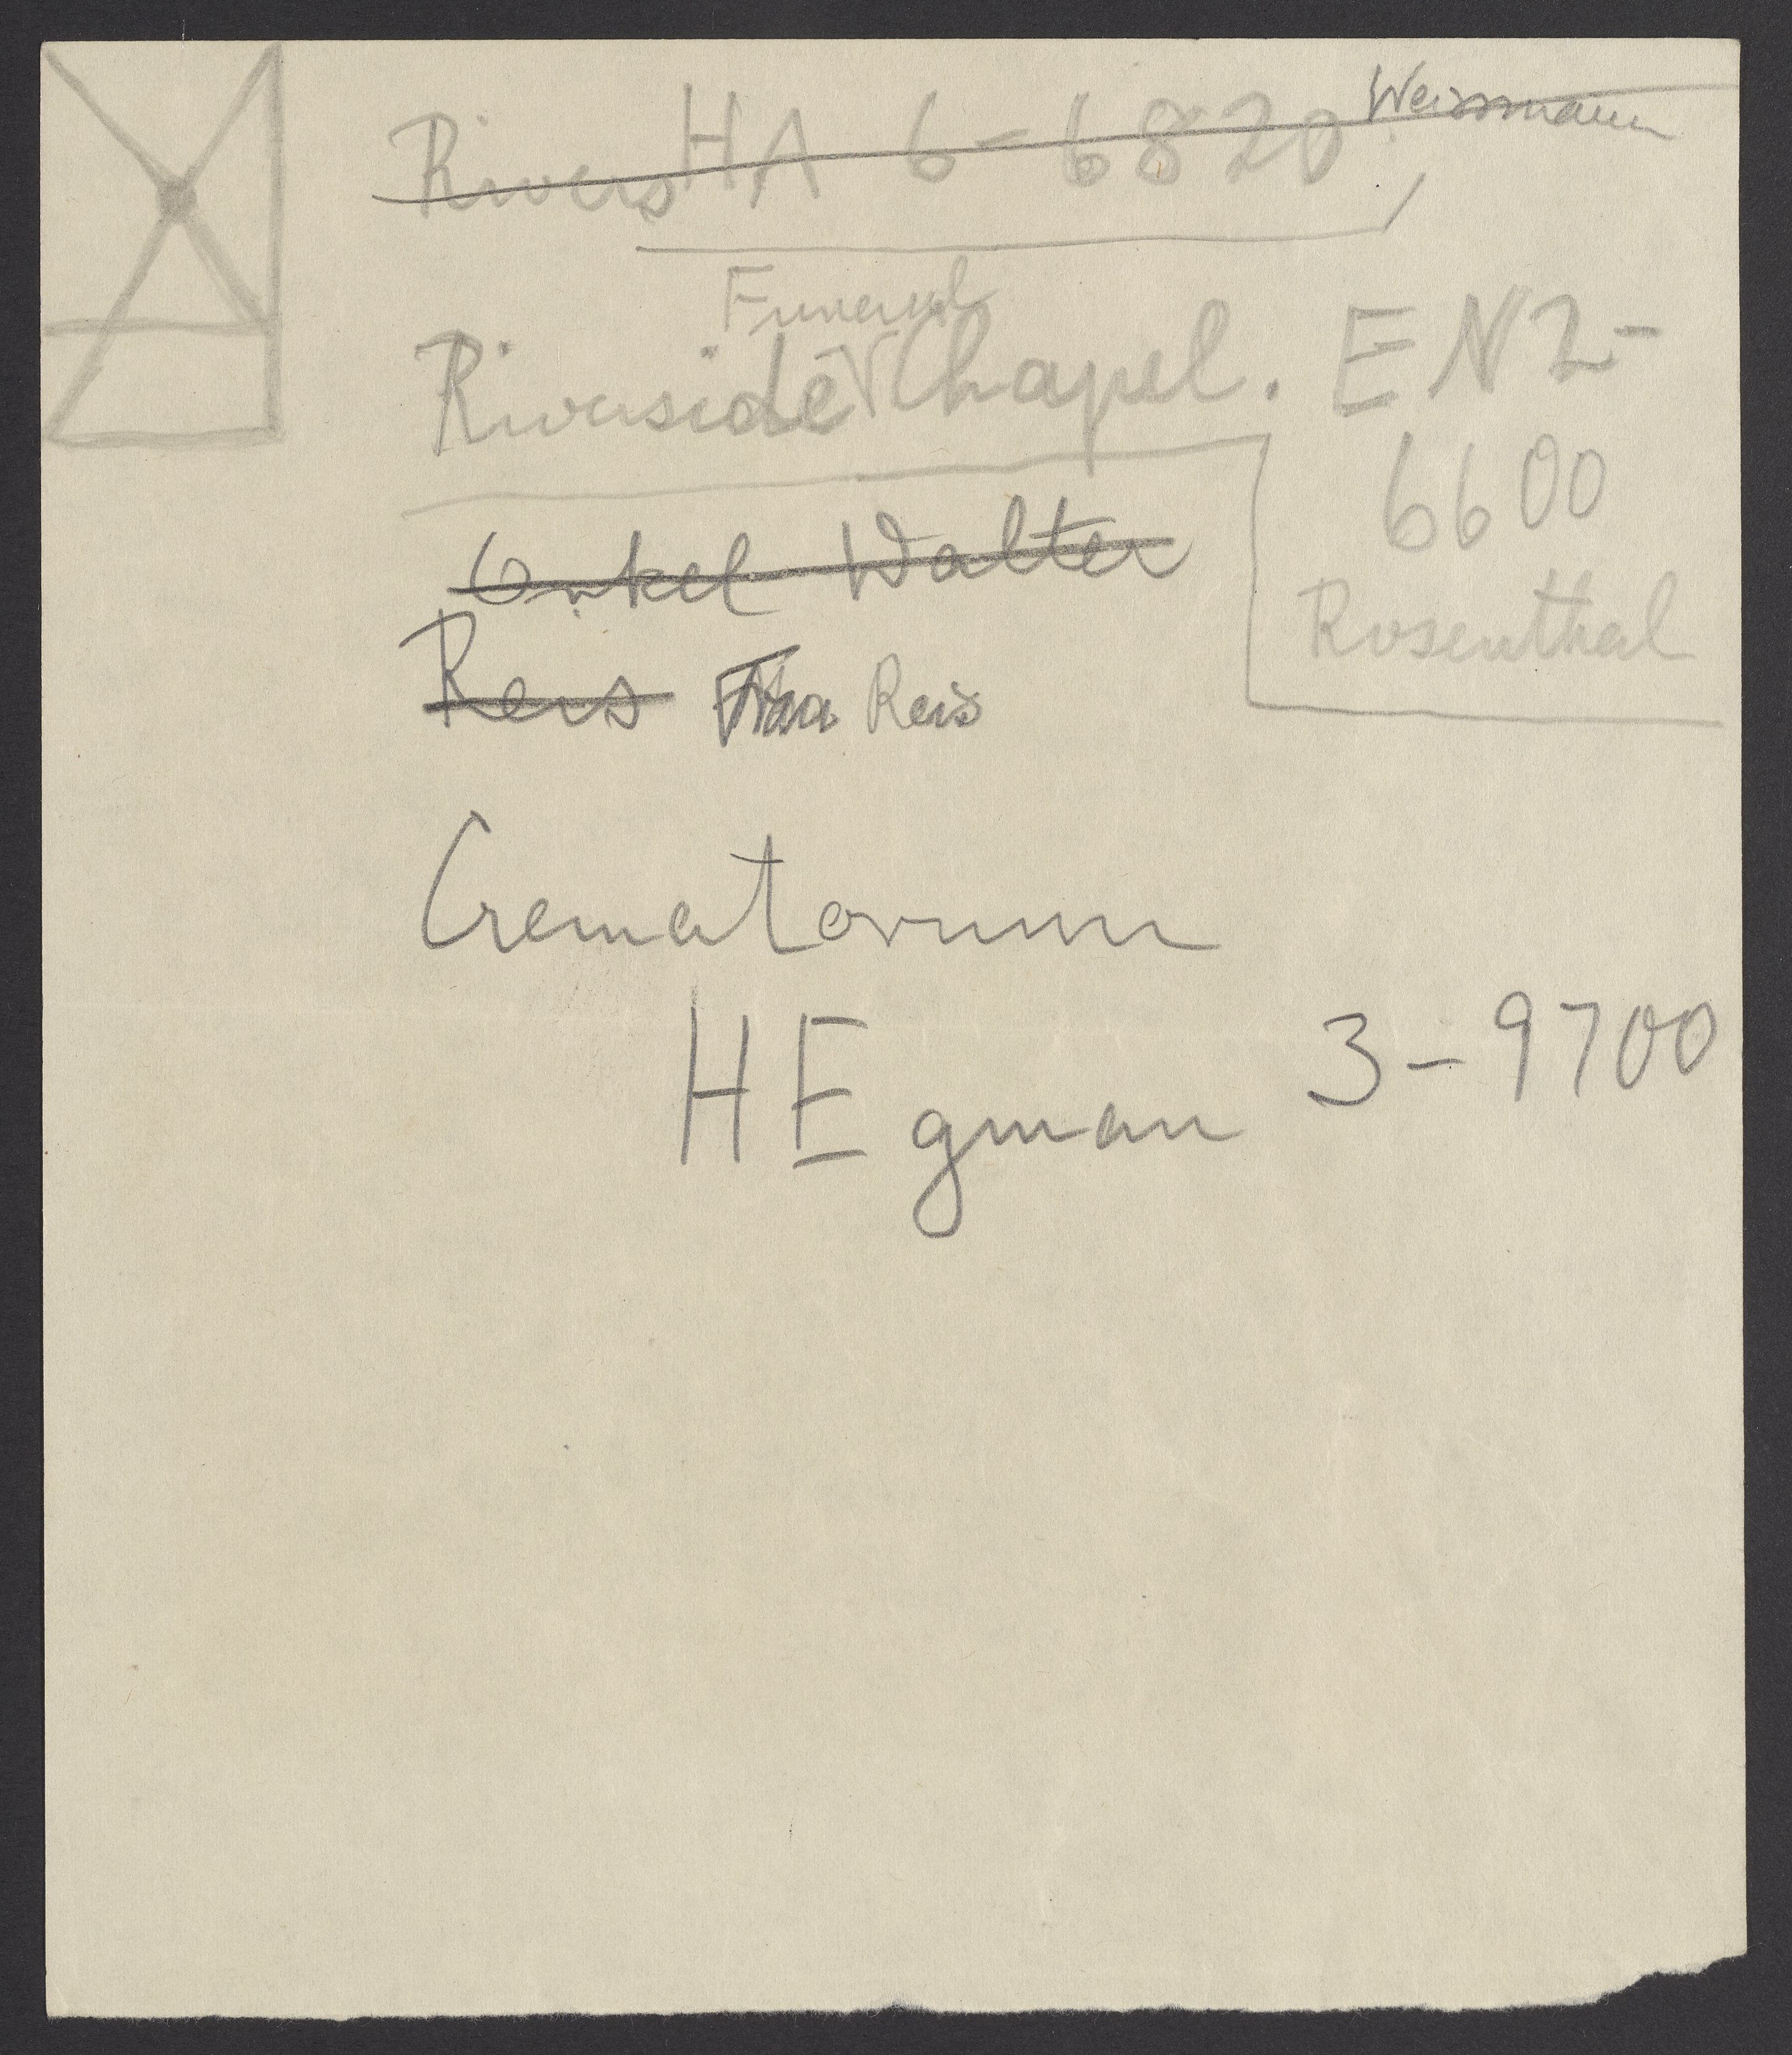 Rivers HA 6-6820 Weissmann
Funeral
Riverside Chapel. EN2-
6600
Rosenthal
Onkel Walter
Reis Reis
Crematorium
HEgman 3-9700